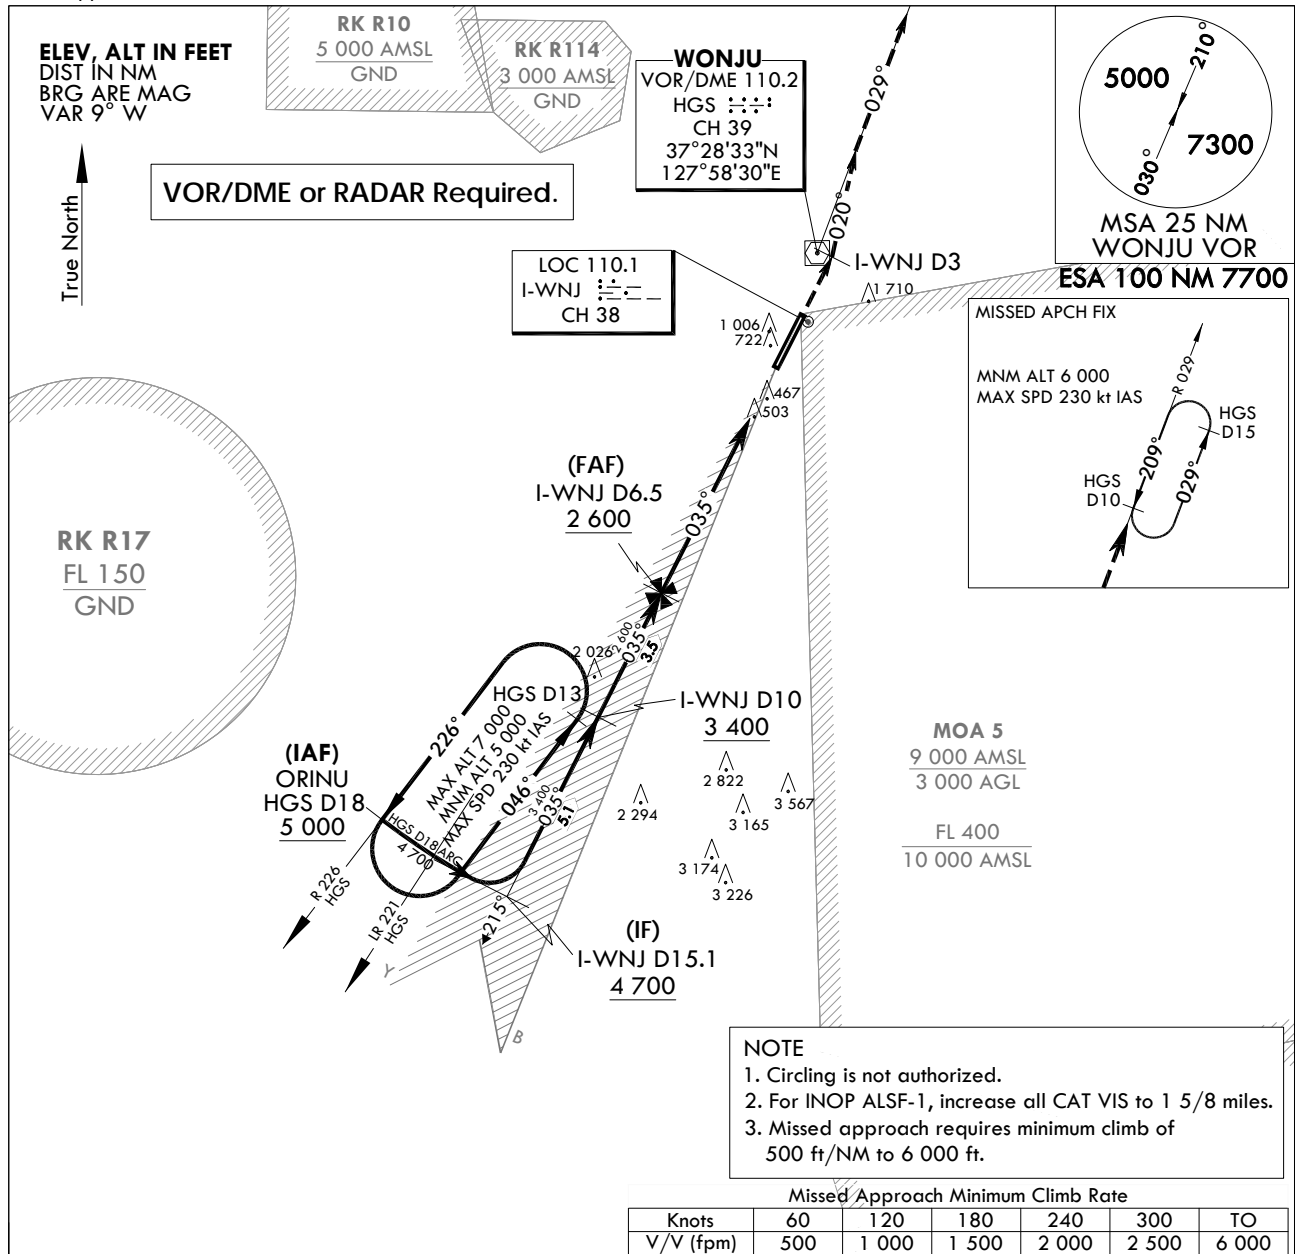 ELEV, ALT IN FEET
DIST IN NM
BRG ARE MAG
VAR 9° W
True North
RK R10
5 000 AMSL
GND
RK R114
3 000 AMSL
GND
VOR/DME or RADAR Required.
WONJU
VOR/DME 110.2
HGS
CH 39
37°28'33"N
127°58'30"E
029°
020°
I-WNJ D3
5000
7300
210°
030°
MSA 25 NM
WONJU VOR
ESA 100 NM 7700
LOC 110.1
I-WNJ
CH 38
1 710
1 006
722
467
503
MISSED APCH FIX
MNM ALT 6 000
MAX SPD 230 kt IAS
R 029
HGS
D15
209°
029°
HGS
D10
(FAF)
I-WNJ D6.5
2 600
035°
RK R17
FL 150
GND
2 026
2 600
035°
3.5
HGS D13
I-WNJ D10
3 400
226°
MAX ALT 7 000
MNM ALT 5 000
MAX SPD 230 kt IAS
046°
3 400
035°
5.1
(IAF)
ORINU
HGS D18
5 000
HGS D18 ARC
4 700
R 226
HGS
LR 221
HGS
215°
Y
B
(IF)
I-WNJ D15.1
4 700
2 822
2 294
3 567
3 165
3 174
3 226
MOA 5
9 000 AMSL
3 000 AGL
FL 400
10 000 AMSL
NOTE
1. Circling is not authorized.
2. For INOP ALSF-1, increase all CAT VIS to 1 5/8 miles.
3. Missed approach requires minimum climb of
500 ft/NM to 6 000 ft.
Missed Approach Minimum Climb Rate
Knots 60 120 180 240 300 TO
V/V (fpm) 500 1 000 1 500 2 000 2 500 6 000